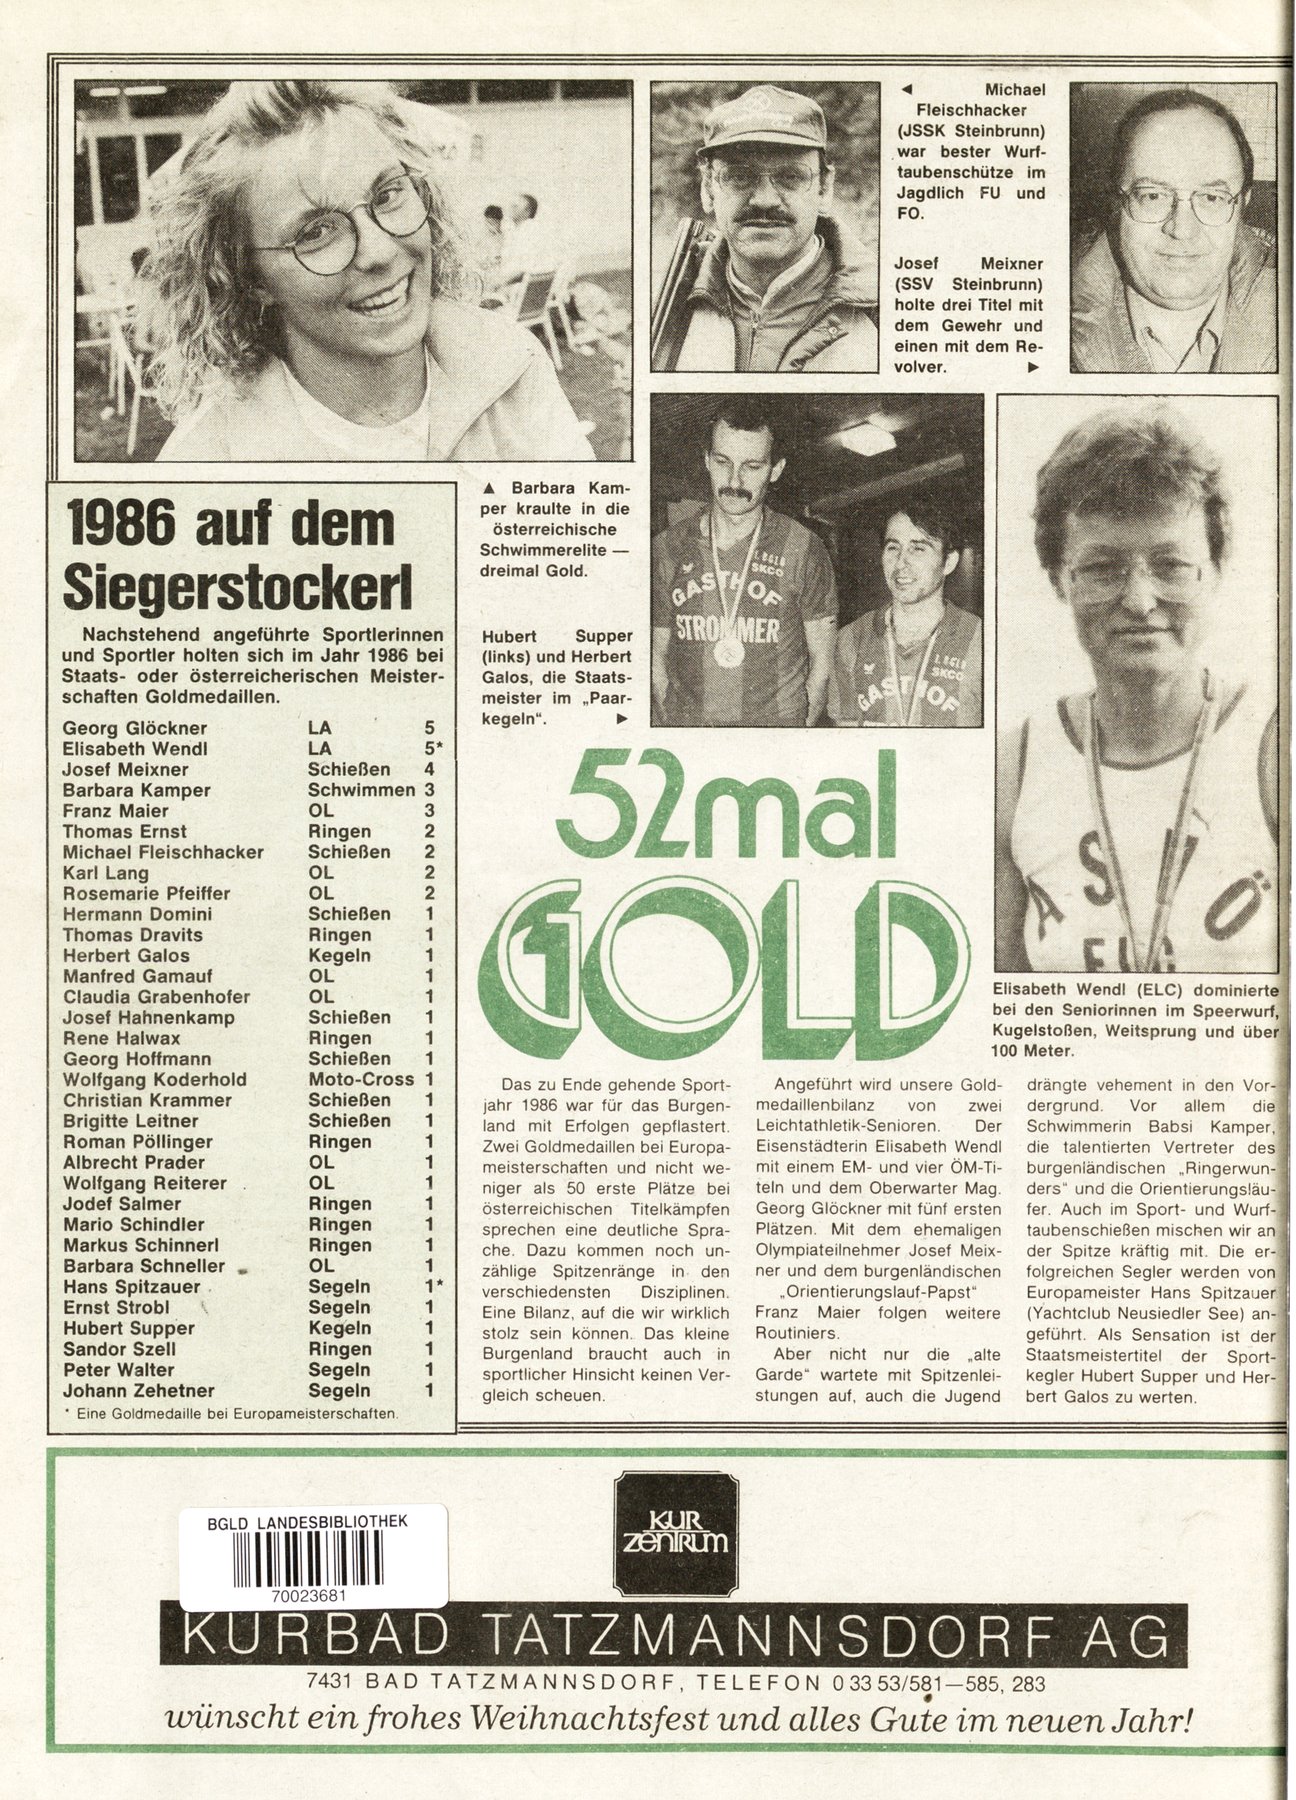 ◄ Michael
Fleischhacker
(JSSK Steinbrunn)
war bester Wurf-
taubenschütze im
Jagdlich FU und
FO.
Josef Meixner
(SSV Steinbrunn)
holte drei Titel mit
dem Gewehr und
einen mit dem Re-
volver. ►
▲ Barbara Kam-
per kraulte in die
österreichische
Schwimmerelite —
dreimal Gold.
Hubert Supper
(links) und Herbert
Galos, die Staats-
meister im „Paar-
kegeln“. ►
1. BGLD
SKCO
GASTHOF
STROMMER
1. BGLD
SKCO
GASTHOF
ASKÖ
ELC
Elisabeth Wendl (ELC) dominierte
bei den Seniorinnen im Speerwurf,
Kugelstoßen, Weitsprung und über
100 Meter.
1986 auf dem
Siegerstockerl
Nachstehend angeführte Sportlerinnen
und Sportler holten sich im Jahr 1986 bei
Staats- oder österreicherischen Meister-
schaften Goldmedaillen.
Georg Glöckner LA 5
Elisabeth Wendl LA 5*
Josef Meixner Schießen 4
Barbara Kamper Schwimmen 3
Franz Maier OL 3
Thomas Ernst Ringen 2
Michael Fleischhacker Schießen 2
Karl Lang OL 2
Rosemarie Pfeiffer OL 2
Hermann Domini Schießen 1
Thomas Dravits Ringen 1
Herbert Galos Kegeln 1
Manfred Gamauf OL 1
Claudia Grabenhofer OL 1
Josef Hahnenkamp Schießen 1
Rene Halwax Ringen 1
Georg Hoffmann Schießen 1
Wolfgang Koderhold Moto-Cross 1
Christian Krammer Schießen 1
Brigitte Leitner Schießen 1
Roman Pöllinger Ringen 1
Albrecht Prader OL 1
Wolfgang Reiterer OL 1
Jodef Salmer Ringen 1
Mario Schindler Ringen 1
Markus Schinnerl Ringen 1
Barbara Schneller OL 1
Hans Spitzauer Segeln 1*
Ernst Strobl Segeln 1
Hubert Supper Kegeln 1
Sandor Szell Ringen 1
Peter Walter Segeln 1
Johann Zehetner Segeln 1
* Eine Goldmedaille bei Europameisterschaften.
52mal
GOLD
Das zu Ende gehende Sport-
jahr 1986 war für das Burgen-
land mit Erfolgen gepflastert.
Zwei Goldmedaillen bei Europa-
meisterschaften und nicht we-
niger als 50 erste Plätze bei
österreichischen Titelkämpfen
sprechen eine deutliche Spra-
che. Dazu kommen noch un-
zählige Spitzenränge in den
verschiedensten Disziplinen.
Eine Bilanz, auf die wir wirklich
stolz sein können. Das kleine
Burgenland braucht auch in
sportlicher Hinsicht keinen Ver-
gleich scheuen.
Angeführt wird unsere Gold-
medaillenbilanz von zwei
Leichtathletik-Senioren. Der
Eisenstädterin Elisabeth Wendl
mit einem EM- und vier ÖM-Ti-
teln und dem Oberwarter Mag.
Georg Glöckner mit fünf ersten
Plätzen. Mit dem ehemaligen
Olympiateilnehmer Josef Meix-
ner und dem burgenländischen
„Orientierungslauf-Papst“
Franz Maier folgen weitere
Routiniers.
Aber nicht nur die „alte
Garde“ wartete mit Spitzenlei-
stungen auf, auch die Jugend
drängte vehement in den Vor-
dergrund. Vor allem die
Schwimmerin Babsi Kamper,
die talentierten Vertreter des
burgenländischen „Ringerwun-
ders“ und die Orientierungsläu-
fer. Auch im Sport- und Wurf-
taubenschießen mischen wir an
der Spitze kräftig mit. Die er-
folgreichen Segler werden von
Europameister Hans Spitzauer
(Yachtclub Neusiedler See) an-
geführt. Als Sensation ist der
Staatsmeistertitel der Sport-
kegler Hubert Supper und Her-
bert Galos zu werten.
KUR
ZENTRUM
BGLD LANDESBIBLIOTHEK
70023681
KURBAD TATZMANNSDORF AG
7431 BAD TATZMANNSDORF, TELEFON 0 33 53/581—585, 283
wünscht ein frohes Weihnachtsfest und alles Gute im neuen Jahr!